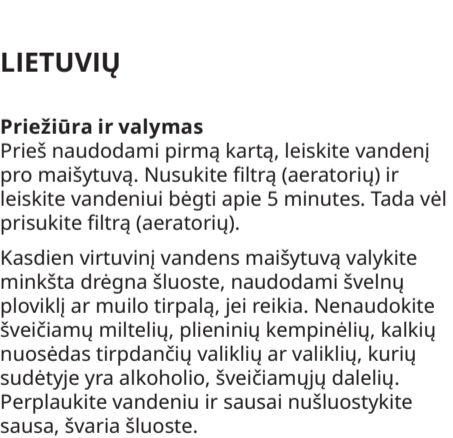 LIETUVIŲ
Priežiūra ir valymas
Prieš naudodami pirmą kartą, leiskite vandenį
pro maišytuvą. Nusukite filtrą (aeratorių) ir
leiskite vandeniui bėgti apie 5 minutes. Tada vėl
prisukite filtrą (aeratorių).
Kasdien virtuvinį vandens maišytuvą valykite
minkšta drėgna šluoste, naudodami švelnų
ploviklį ar muilo tirpalą, jei reikia. Nenaudokite
šveičiamų miltelių, plieninių kempinėlių, kalkių
nuosėdas tirpdančių valiklių ar valiklių, kurių
sudėtyje yra alkoholio, šveičiamųjų dalelių.
Perplaukite vandeniu ir sausai nušluostykite
sausa, švaria šluoste.